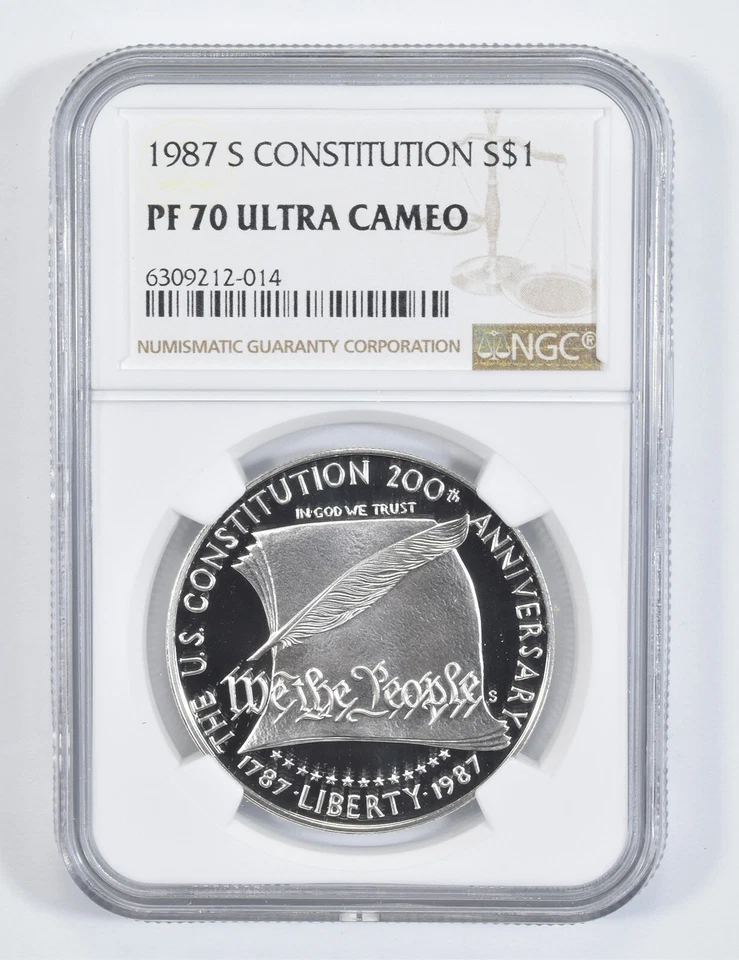 1987 S CONSTITUTION S$1
PF 70 ULTRA CAMEO
6309212-014
NUMISMATIC GUARANTY CORPORATION
NGC®
THE U.S. CONSTITUTION 200th ANNIVERSARY
IN GOD WE TRUST
We the People
S
1787·LIBERTY·1987